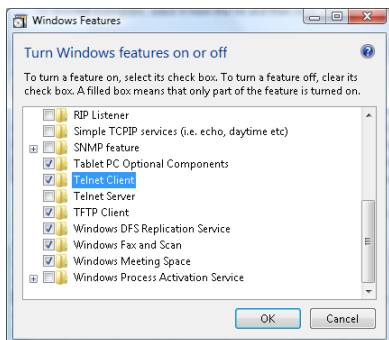 Windows Features
Turn Windows features on or off
To turn a feature on, select its check box. To turn a feature off, clear its
check box. A filled box means that only part of the feature is turned on.
RIP Listener
Simple TCPIP services (i.e. echo, daytime etc)
SNMP feature
Tablet PC Optional Components
Telnet Client
Telnet Server
TFTP Client
Windows DFS Replication Service
Windows Fax and Scan
Windows Meeting Space
Windows Process Activation Service
OK Cancel